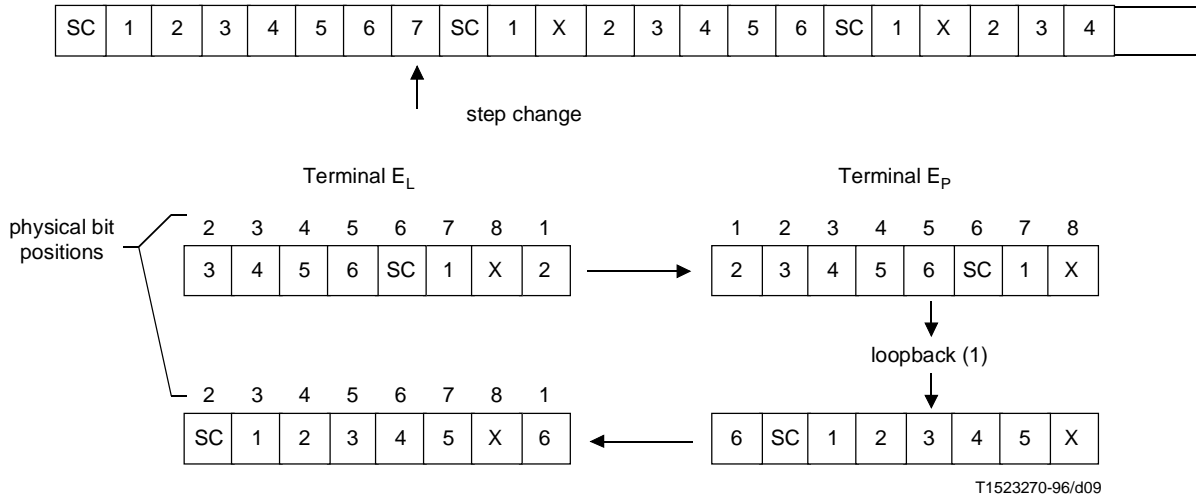 SC 1 2 3 4 5 6 7 SC 1 X 2 3 4 5 6 SC 1 X 2 3 4
step change
Terminal EL
Terminal EP
physical bit
positions
2 3 4 5 6 7 8 1
1 2 3 4 5 6 7 8
3 4 5 6 SC 1 X 2
2 3 4 5 6 SC 1 X
loopback (1)
2 3 4 5 6 7 8 1
SC 1 2 3 4 5 X 6
6 SC 1 2 3 4 5 X
T1523270-96/d09